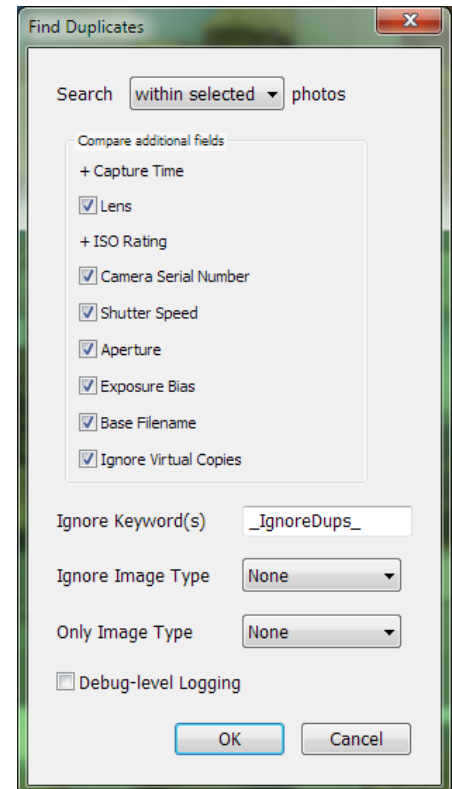 Find Duplicates
Search within selected photos
Compare additional fields
+ Capture Time
Lens
+ ISO Rating
Camera Serial Number
Shutter Speed
Aperture
Exposure Bias
Base Filename
Ignore Virtual Copies
Ignore Keyword(s) _IgnoreDups_
Ignore Image Type None
Only Image Type None
Debug-level Logging
OK Cancel